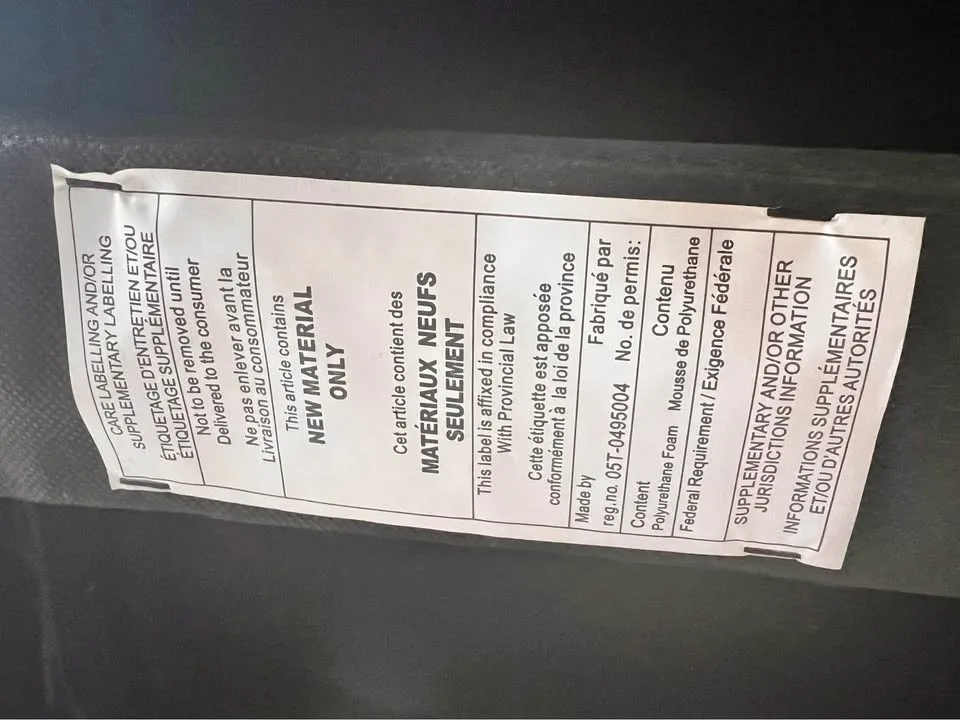 CARE LABELLING AND/OR
SUPPLEMENTARY LABELLING
ÉTIQUETAGE D'ENTRETIEN ET/OU
ÉTIQUETAGE SUPPLÉMENTAIRE
Not to be removed until
Delivered to the consumer
Ne pas enlever avant la
Livraison au consommateur
This article contains
NEW MATERIAL
ONLY
Cet article contient des
MATÉRIAUX NEUFS
SEULEMENT
This label is affixed in compliance
With Provincial Law
Cette étiquette est apposée
conformément à la loi de la province
Made by Fabriqué par
reg.no. 05T-0495004 No. de permis:
Content Contenu
Polyurethane Foam Mousse de Polyurethane
Federal Requirement / Exigence Fédérale
SUPPLEMENTARY AND/OR OTHER
JURISDICTIONS INFORMATION
INFORMATIONS SUPPLÉMENTAIRES
ET/OU D'AUTRES AUTORITÉS